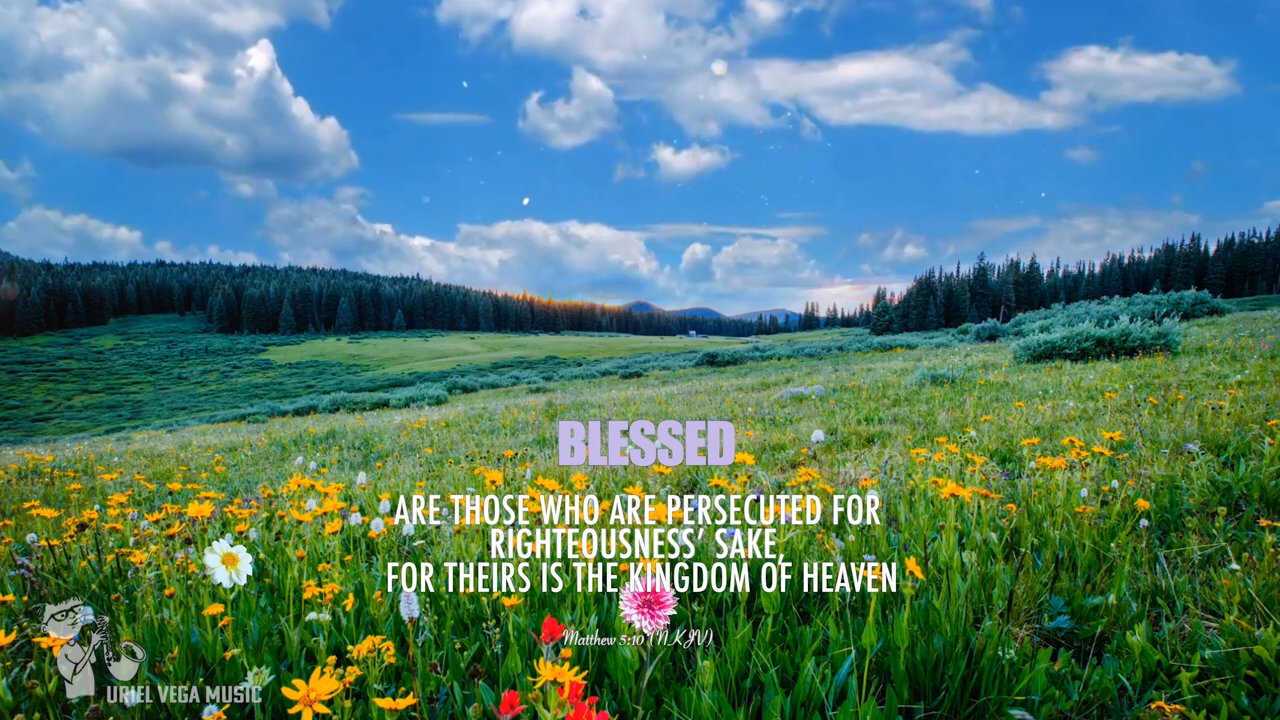 BLESSED
ARE THOSE WHO ARE PERSECUTED FOR
RIGHTEOUSNESS’ SAKE,
FOR THEIRS IS THE KINGDOM OF HEAVEN
Matthew 5:10 (NKJV)
URIEL VEGA MUSIC